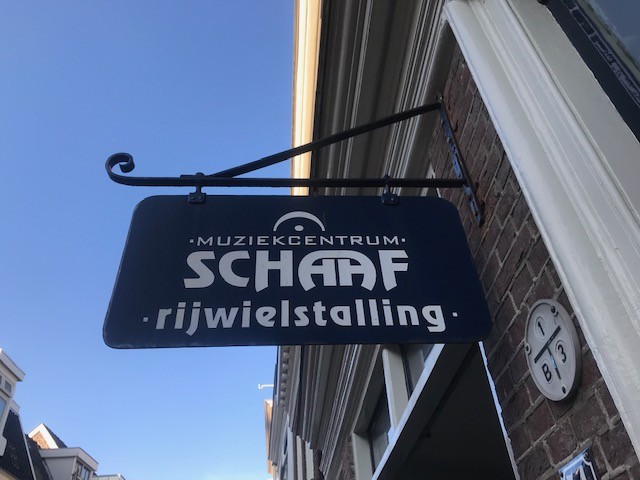 ·MUZIEKCENTRUM·
SCHAAF
·rijwielstalling·
1
B 3